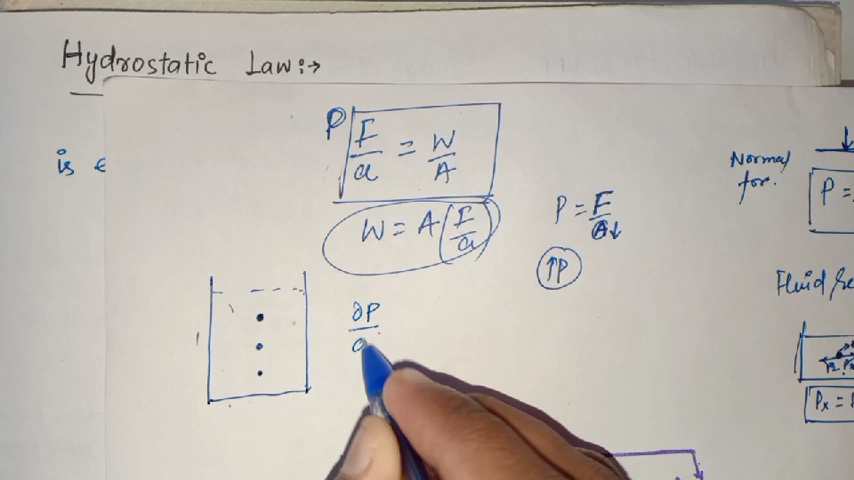 Hydrostatic Law:→
is
P F/a = W/A
W = A(F/a)
P = F/A↓
↑P
∂P
Normal
for.
P =
Fluid
Px =